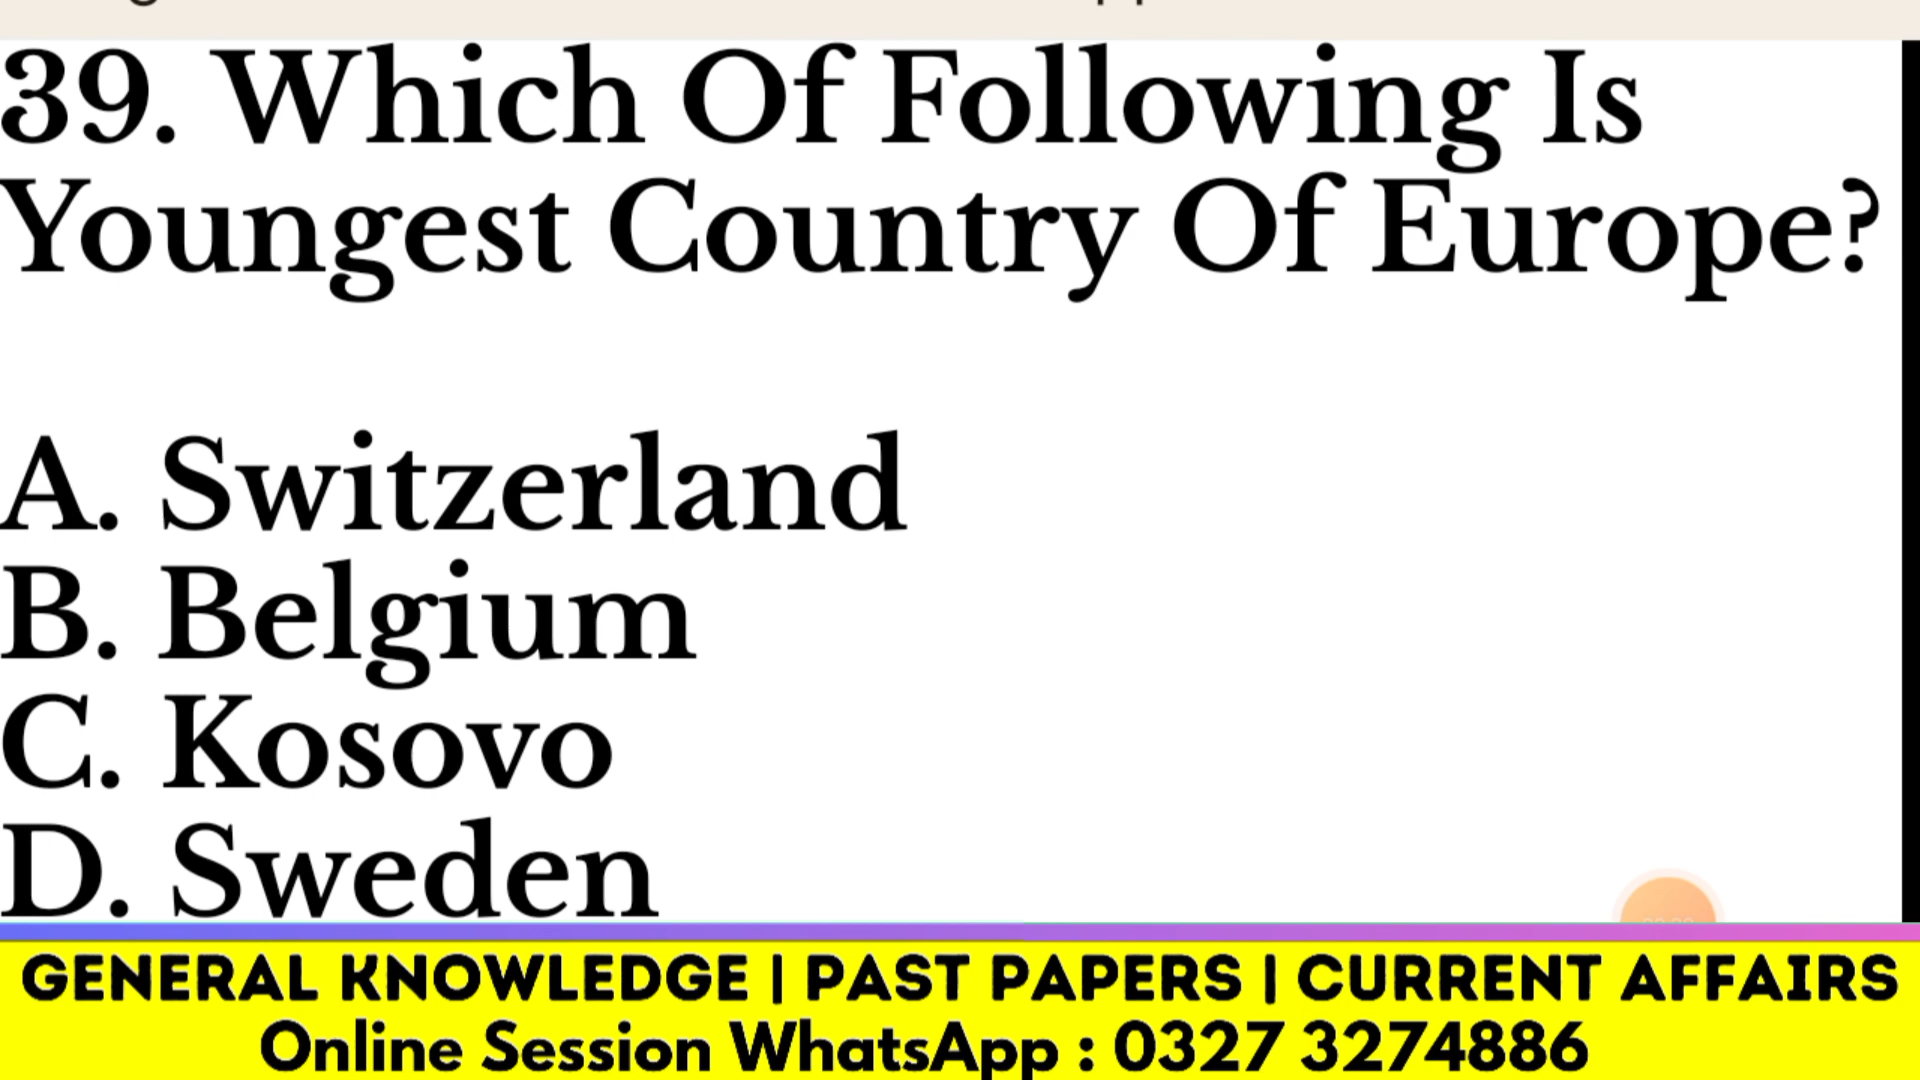 39. Which Of Following Is
Youngest Country Of Europe?
A. Switzerland
B. Belgium
C. Kosovo
D. Sweden
GENERAL KNOWLEDGE | PAST PAPERS | CURRENT AFFAIRS
Online Session WhatsApp : 0327 3274886